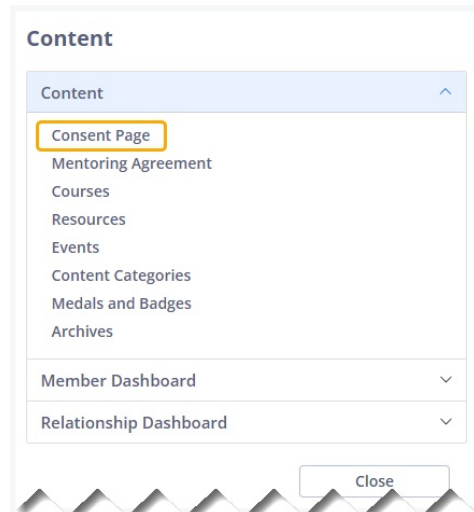 Content
Content
Consent Page
Mentoring Agreement
Courses
Resources
Events
Content Categories
Medals and Badges
Archives
Member Dashboard
Relationship Dashboard
Close